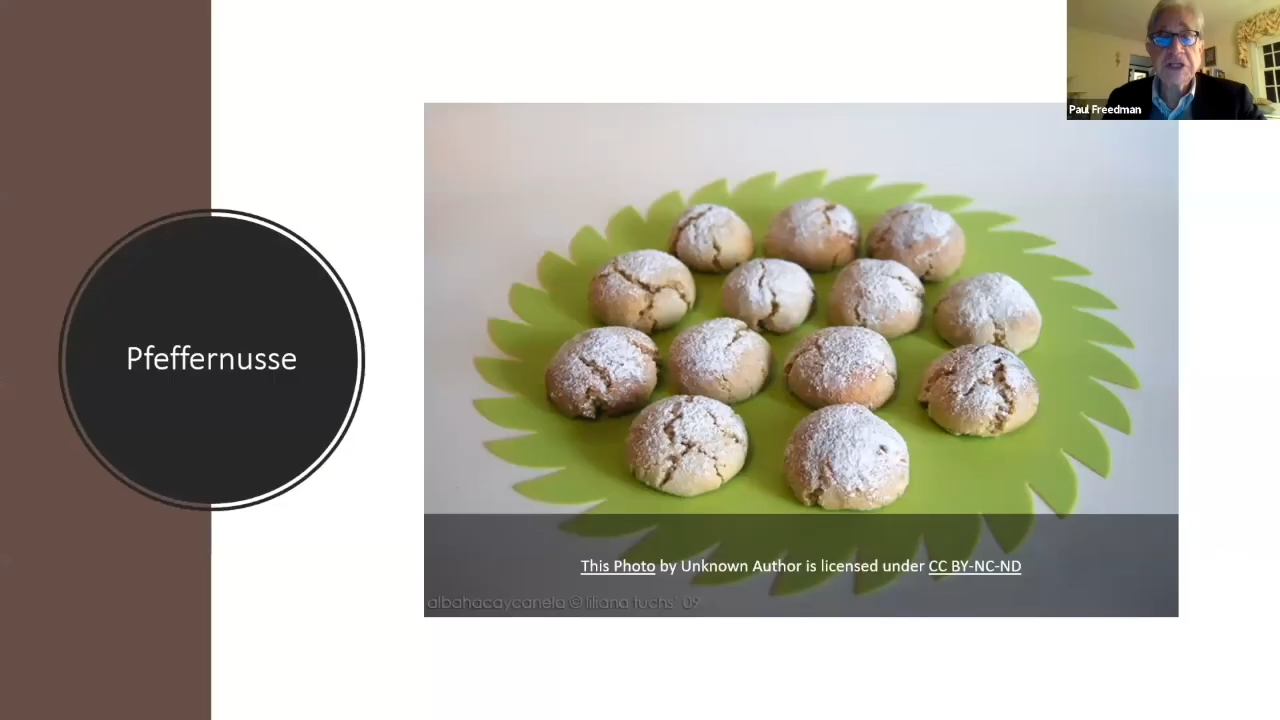 Paul Freedman
Pfeffernusse
This Photo by Unknown Author is licensed under CC BY-NC-ND
albahacaycanela © liliana fuchs' 09